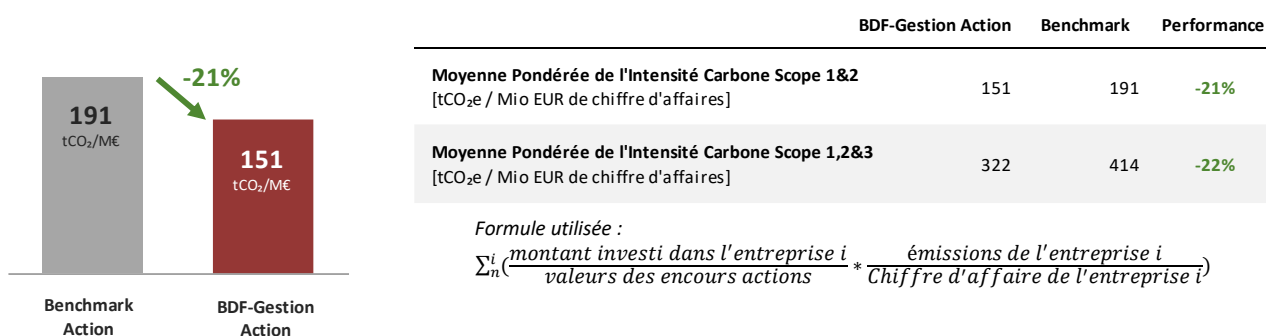 -21%
191
tCO₂/M€
151
tCO₂/M€
Benchmark
Action
BDF-Gestion
Action
BDF-Gestion Action Benchmark Performance
Moyenne Pondérée de l'Intensité Carbone Scope 1&2
[tCO₂e / Mio EUR de chiffre d'affaires]
151 191 -21%
Moyenne Pondérée de l'Intensité Carbone Scope 1,2&3
[tCO₂e / Mio EUR de chiffre d'affaires]
322 414 -22%
Formule utilisée :
∑ⁱₙ(montant investi dans l'entreprise i / valeurs des encours actions * émissions de l'entreprise i / Chiffre d'affaire de l'entreprise i)